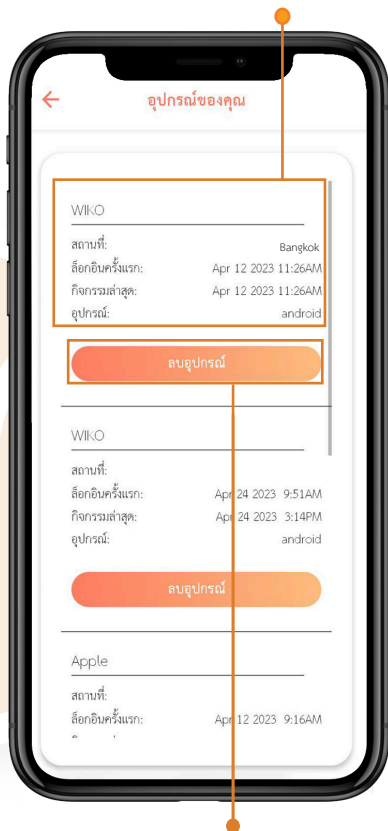 อุปกรณ์ของคุณ
WIKO
สถานที่: Bangkok
ล็อกอินครั้งแรก: Apr 12 2023 11:26AM
กิจกรรมล่าสุด: Apr 12 2023 11:26AM
อุปกรณ์: android
ลบอุปกรณ์
WIKO
สถานที่:
ล็อกอินครั้งแรก: Apr 24 2023 9:51AM
กิจกรรมล่าสุด: Apr 24 2023 3:14PM
อุปกรณ์: android
ลบอุปกรณ์
Apple
สถานที่:
ล็อกอินครั้งแรก: Apr 12 2023 9:16AM